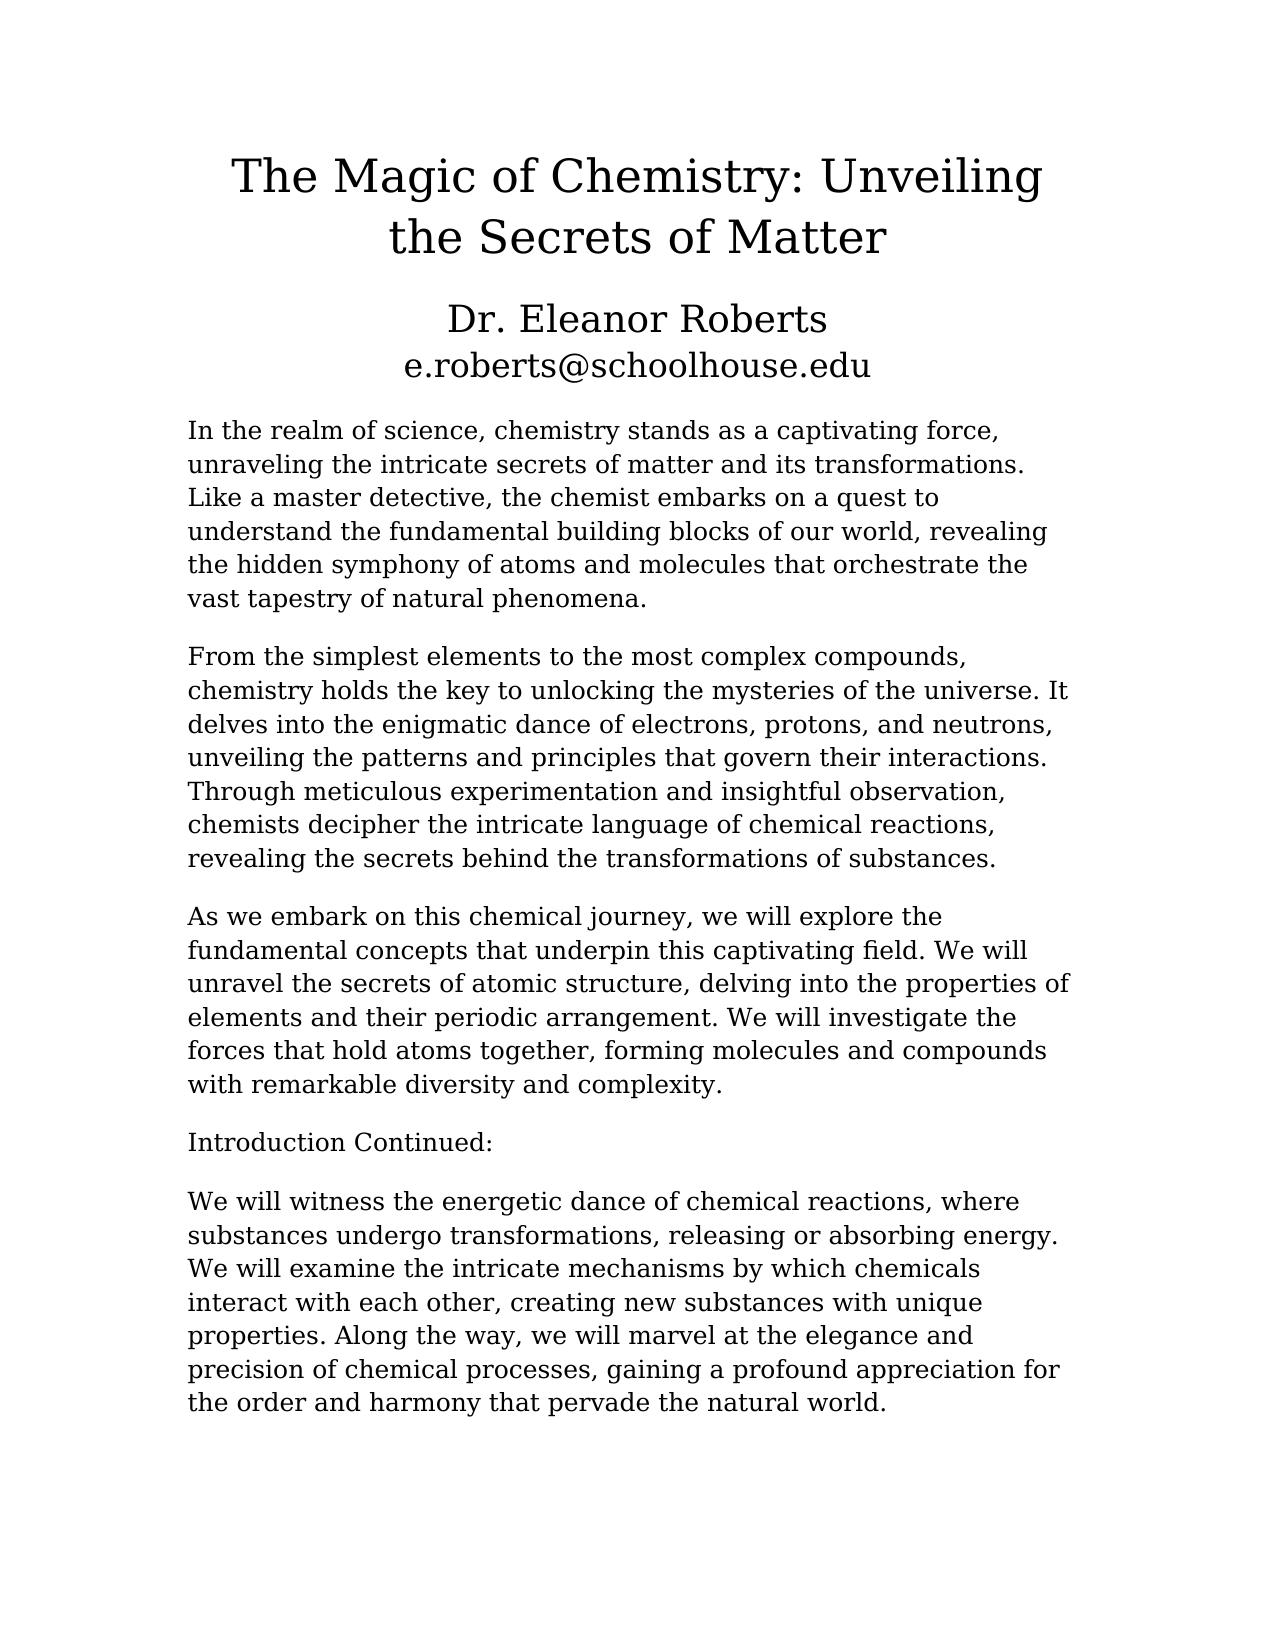 The Magic of Chemistry: Unveiling
the Secrets of Matter
Dr. Eleanor Roberts
e.roberts@schoolhouse.edu
In the realm of science, chemistry stands as a captivating force,
unraveling the intricate secrets of matter and its transformations.
Like a master detective, the chemist embarks on a quest to
understand the fundamental building blocks of our world, revealing
the hidden symphony of atoms and molecules that orchestrate the
vast tapestry of natural phenomena.
From the simplest elements to the most complex compounds,
chemistry holds the key to unlocking the mysteries of the universe. It
delves into the enigmatic dance of electrons, protons, and neutrons,
unveiling the patterns and principles that govern their interactions.
Through meticulous experimentation and insightful observation,
chemists decipher the intricate language of chemical reactions,
revealing the secrets behind the transformations of substances.
As we embark on this chemical journey, we will explore the
fundamental concepts that underpin this captivating field. We will
unravel the secrets of atomic structure, delving into the properties of
elements and their periodic arrangement. We will investigate the
forces that hold atoms together, forming molecules and compounds
with remarkable diversity and complexity.
Introduction Continued:
We will witness the energetic dance of chemical reactions, where
substances undergo transformations, releasing or absorbing energy.
We will examine the intricate mechanisms by which chemicals
interact with each other, creating new substances with unique
properties. Along the way, we will marvel at the elegance and
precision of chemical processes, gaining a profound appreciation for
the order and harmony that pervade the natural world.